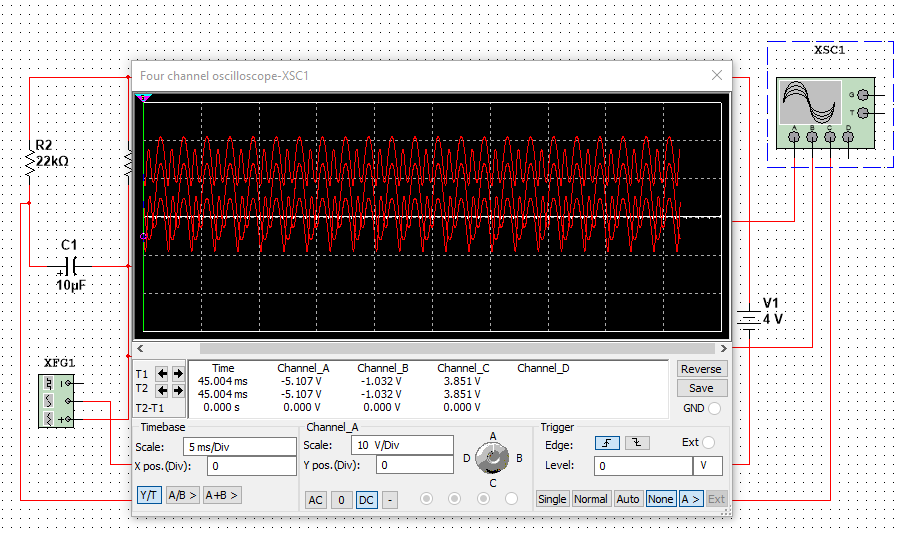 XSC1
G
T
A B C D
Four channel oscilloscope-XSC1
R2
22kΩ
C1
+
10µF
V1
4 V
XFG1
Time Channel_A Channel_B Channel_C Channel_D
T1 45.004 ms -5.107 V -1.032 V 3.851 V
T2 45.004 ms -5.107 V -1.032 V 3.851 V
T2-T1 0.000 s 0.000 V 0.000 V 0.000 V
Reverse
Save
GND
Timebase
Scale: 5 ms/Div
X pos.(Div): 0
Y/T A/B > A+B >
Channel_A
Scale: 10 V/Div
Y pos.(Div): 0
AC 0 DC -
A
D B
C
Trigger
Edge: Ext
Level: 0 V
Single Normal Auto None A > Ext